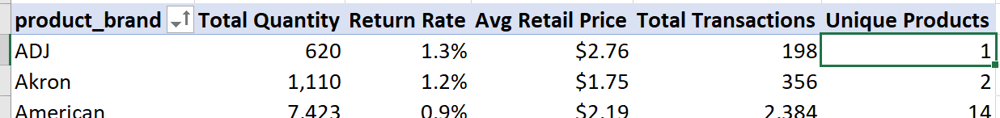 product_brand Total Quantity Return Rate Avg Retail Price Total Transactions Unique Products
ADJ 620 1.3% $2.76 198 1
Akron 1,110 1.2% $1.75 356 2
American 7,423 0.9% $2.19 2,384 14